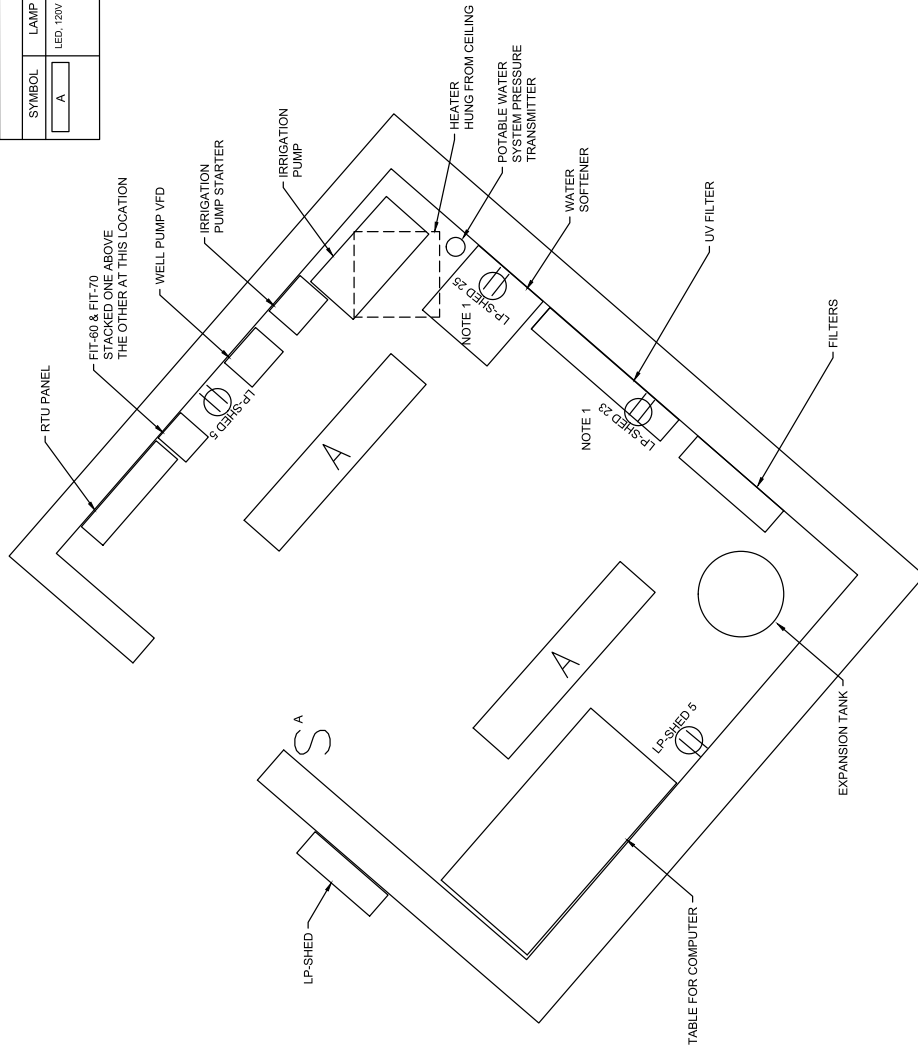 SYMBOL
LAMP
A
LED, 120V
RTU PANEL
FIT-60 & FIT-70
STACKED ONE ABOVE
THE OTHER AT THIS LOCATION
WELL PUMP VFD
IRRIGATION
PUMP STARTER
IRRIGATION
PUMP
HEATER
HUNG FROM CEILING
POTABLE WATER
SYSTEM PRESSURE
TRANSMITTER
WATER
SOFTENER
UV FILTER
FILTERS
LP-SHED 5
LP-SHED 25
NOTE 1
LP-SHED 23
NOTE 1
A
A
S A
LP-SHED 5
LP-SHED
TABLE FOR COMPUTER
EXPANSION TANK